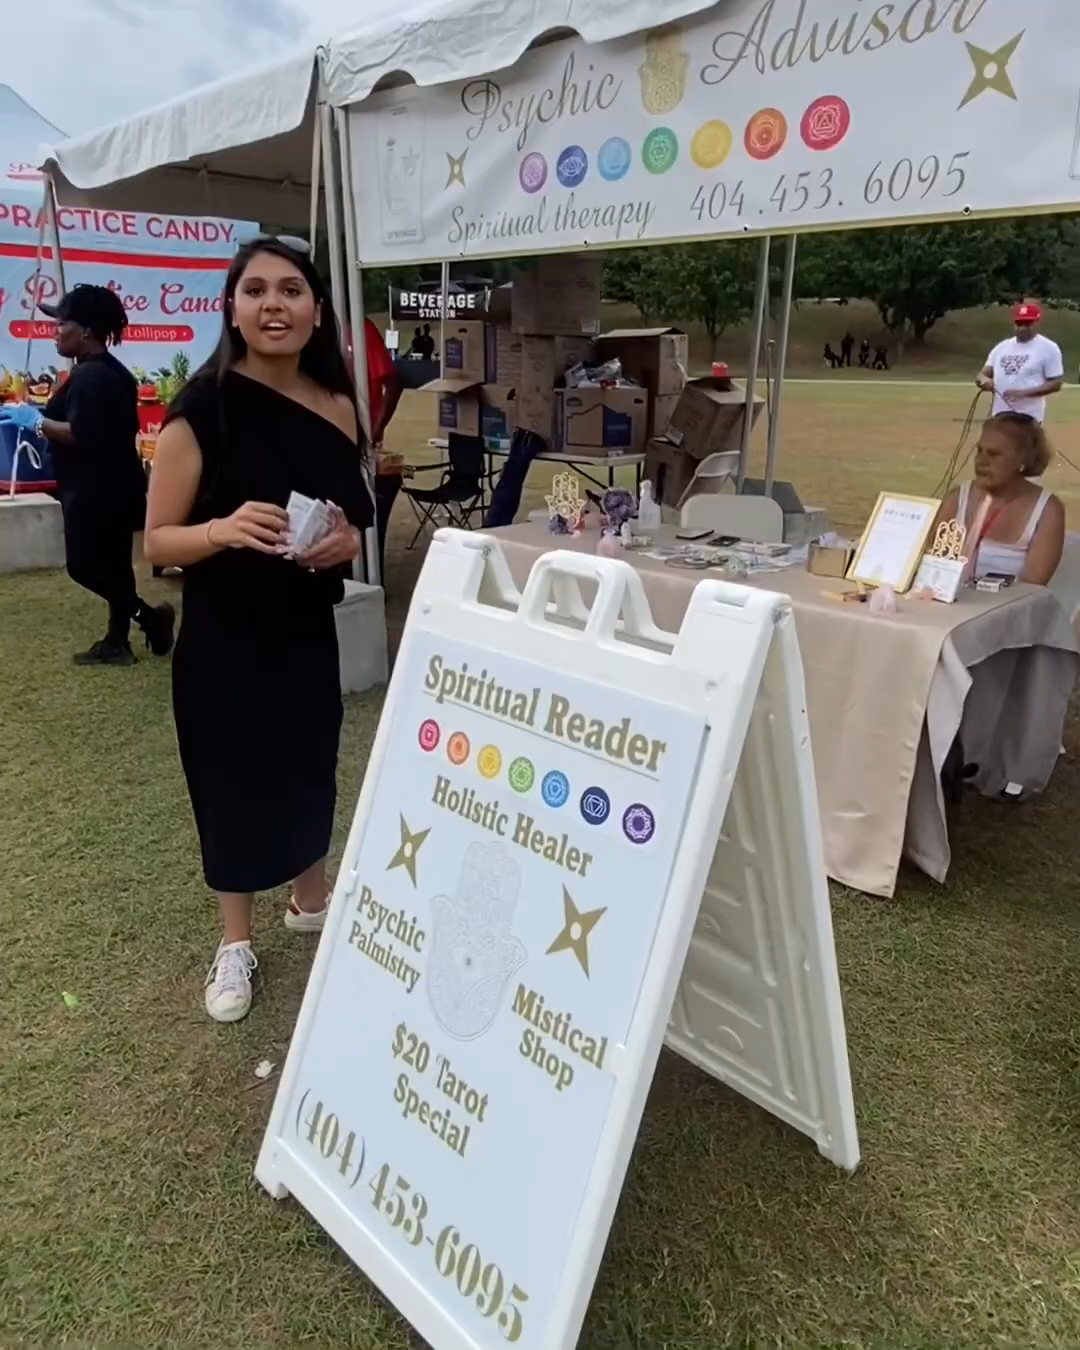 Psychic Advisor
Spiritual therapy 404.453.6095
PRACTICE CANDY
Practice Cand
Lollipop
BEVERAGE
STATION
Spiritual Reader
Holistic Healer
Psychic
Palmistry
Mistical
Shop
$20 Tarot
Special
(404) 453-6095